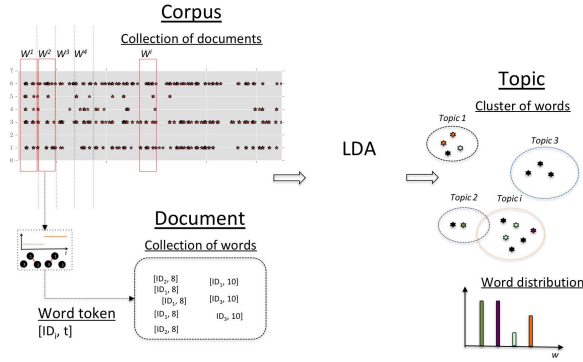 Corpus
Collection of documents
W¹ W² W³ W⁴ Wⁱ
7
6
5
4
3
2
1
0
LDA
Topic
Cluster of words
Topic 1
Topic 3
Topic 2
Topic i
Document
Collection of words
t
Word token
[IDᵢ, t]
[ID₂, 8]
[ID₁, 8]
[ID₁, 8]
[ID₁, 8]
[ID₂, 8]
[ID₁, 10]
[ID₃, 10]
ID₃, 10]
Word distribution
w